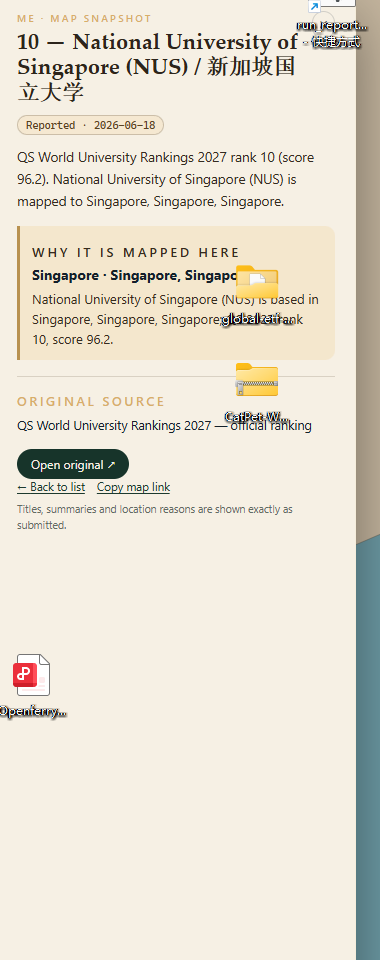 ME · MAP SNAPSHOT
10 — National University of
Singapore (NUS) / 新加坡国
立大学
Reported · 2026-06-18
QS World University Rankings 2027 rank 10 (score
96.2). National University of Singapore (NUS) is
mapped to Singapore, Singapore, Singapore.
WHY IT IS MAPPED HERE
Singapore · Singapore, Singapo
National University of Singapore (NUS) is based in
Singapore, Singapore, Singapore; rank
10, score 96.2.
ORIGINAL SOURCE
QS World University Rankings 2027 — official ranking
Open original ↗
← Back to list Copy map link
Titles, summaries and location reasons are shown exactly as
submitted.
run_report...
- 快捷方式
CatPet-W...
Openferry...